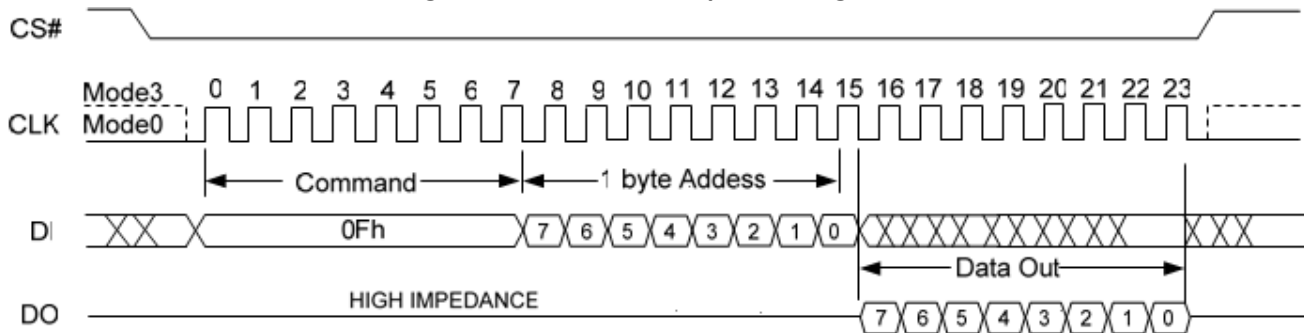 CS#
Mode3 0 1 2 3 4 5 6 7 8 9 10 11 12 13 14 15 16 17 18 19 20 21 22 23
CLK Mode0
Command 1 byte Addess
DI 0Fh 7 6 5 4 3 2 1 0
Data Out
HIGH IMPEDANCE
DO 7 6 5 4 3 2 1 0